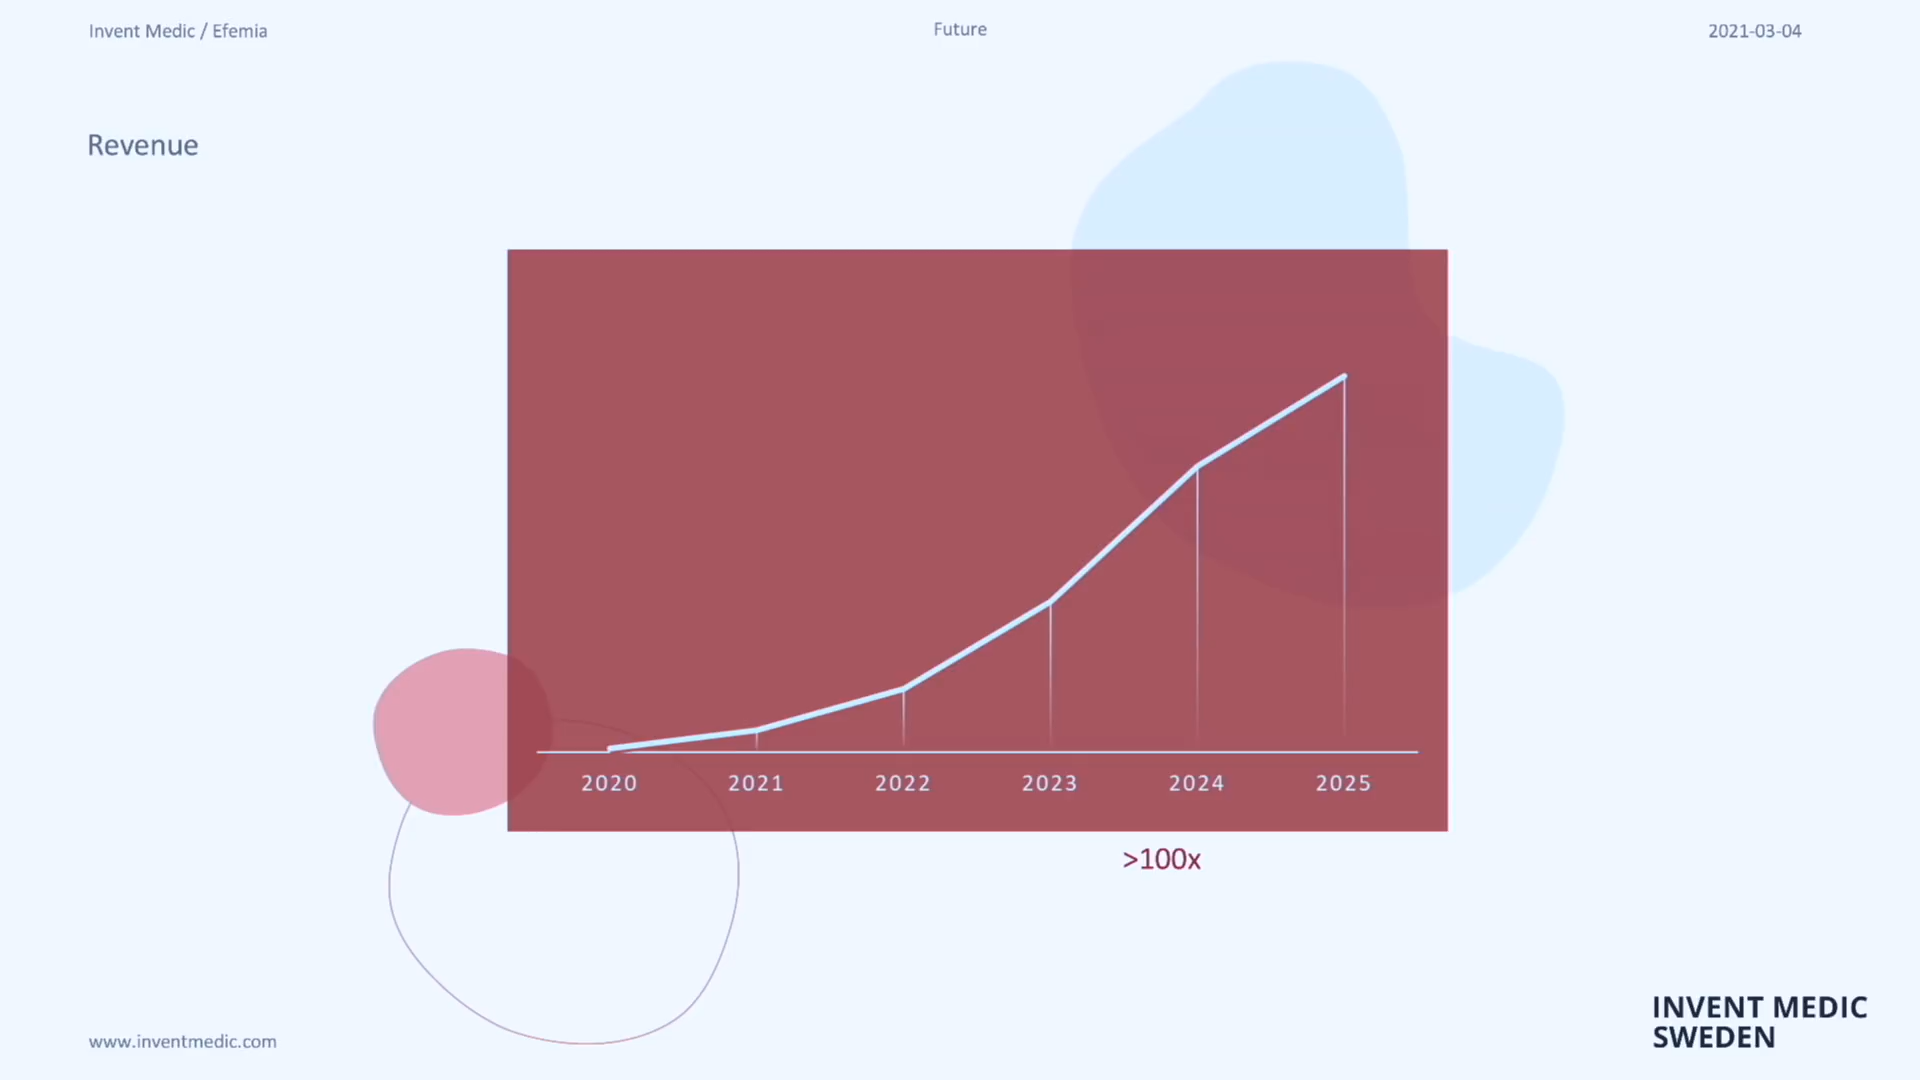 Invent Medic / Efemia
Future
2021-03-04
Revenue
2020 2021 2022 2023 2024 2025
>100x
www.inventmedic.com
INVENT MEDIC
SWEDEN